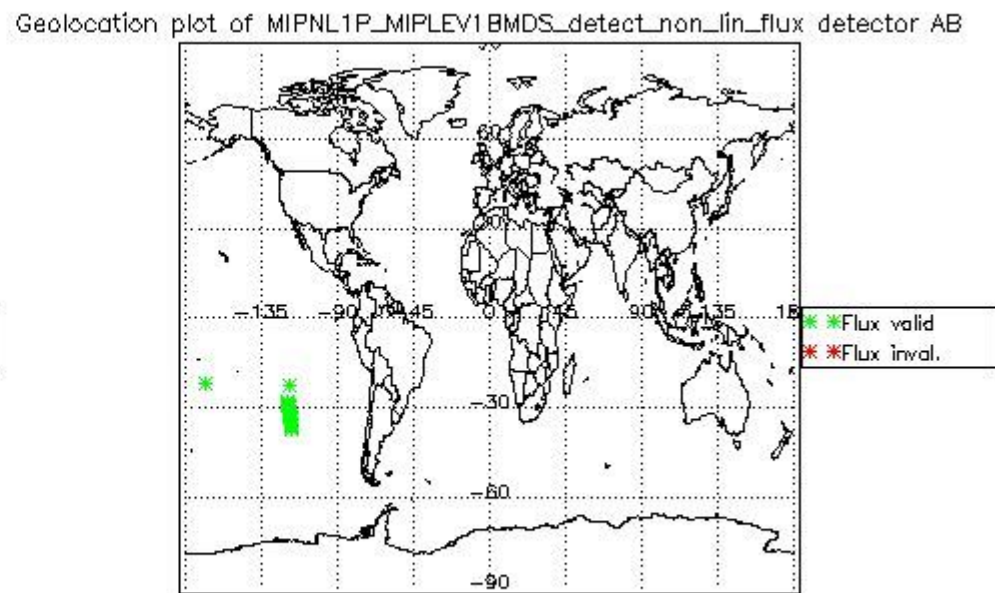 Geolocation plot of MIPNL1P_MIPLEV1BMDS_detect_non_lin_flux detector AB
60
-135 -90 -45 0 45 90 135 18
Flux valid
Flux inval.
-30
-60
-90